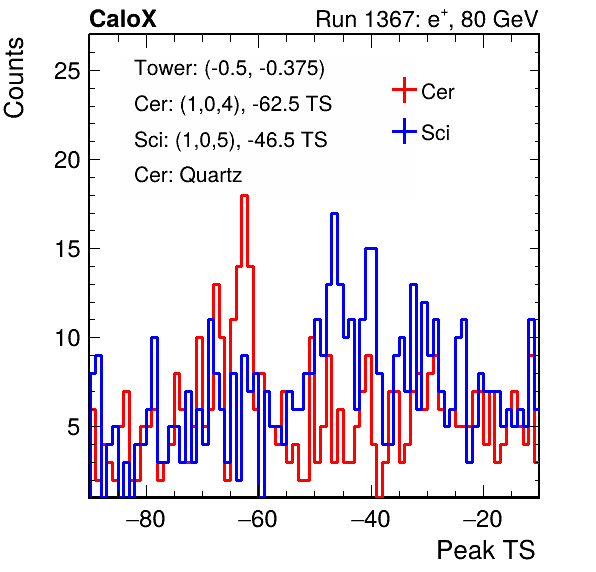 CaloX Run 1367: e⁺, 80 GeV
Counts
25
20
15
10
5
Tower: (-0.5, -0.375)
Cer: (1,0,4), -62.5 TS
Sci: (1,0,5), -46.5 TS
Cer: Quartz
Cer
Sci
−80 −60 −40 −20
Peak TS